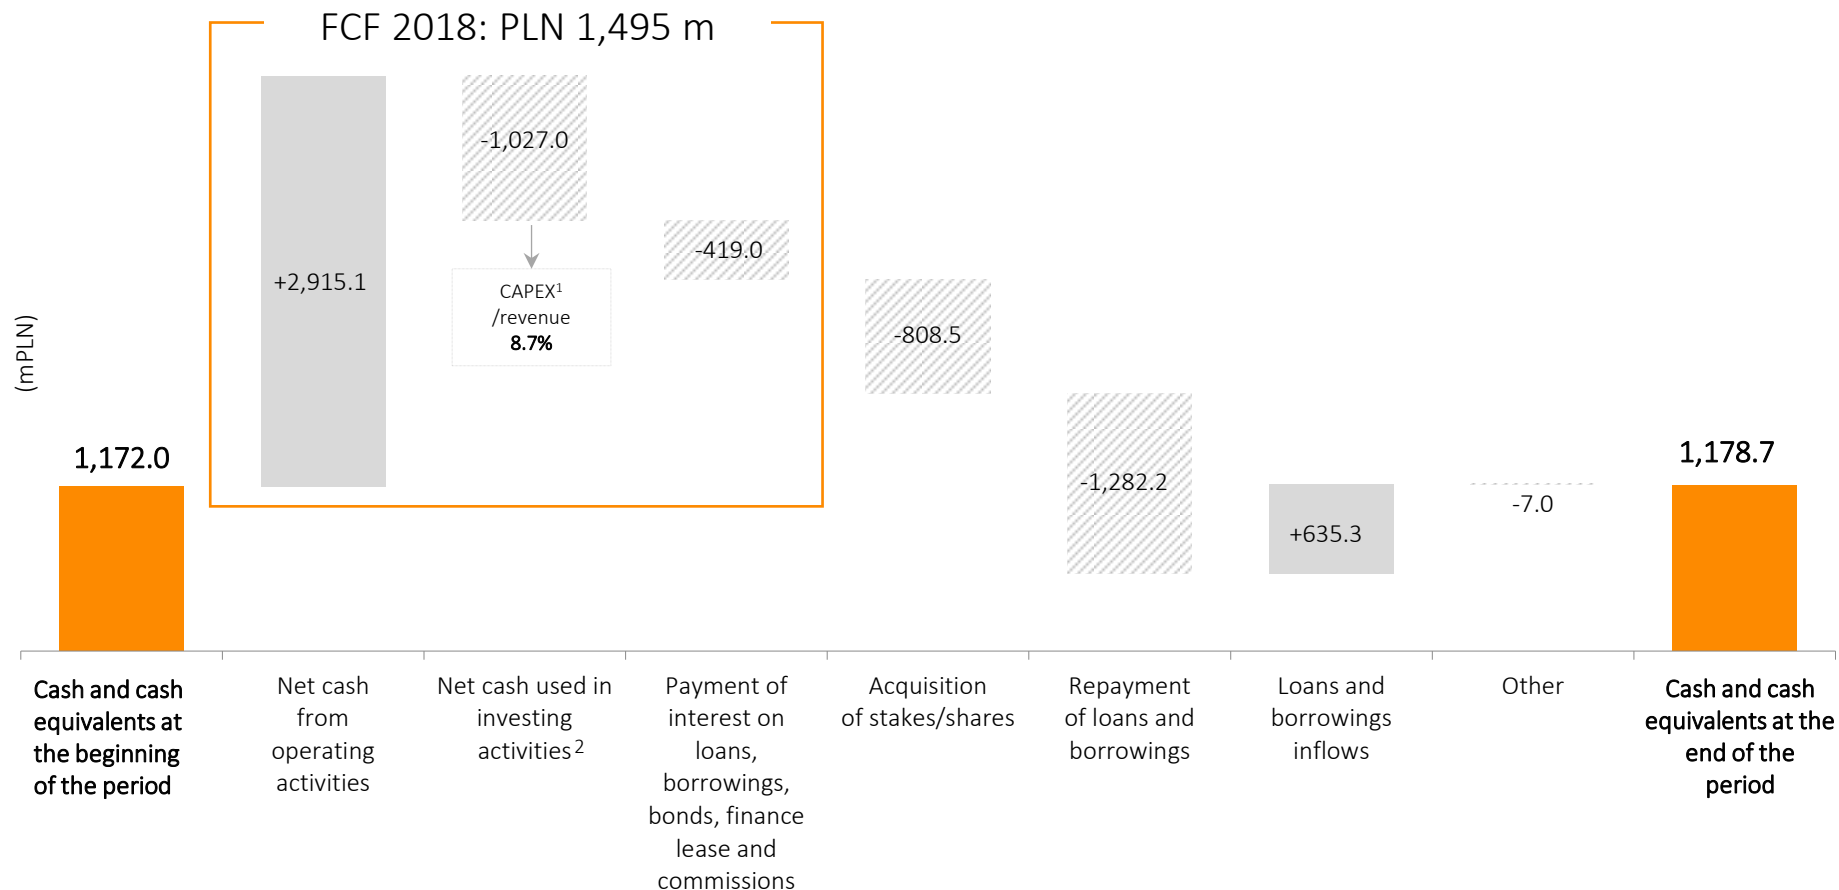 FCF 2018: PLN 1,495 m
(mPLN)
1,172.0
+2,915.1
-1,027.0
CAPEX¹
/revenue
8.7%
-419.0
-808.5
-1,282.2
+635.3
-7.0
1,178.7
Cash and cash
equivalents at
the beginning
of the period
Net cash
from
operating
activities
Net cash used in
investing
activities²
Payment of
interest on
loans,
borrowings,
bonds, finance
lease and
commissions
Acquisition
of stakes/shares
Repayment
of loans and
borrowings
Loans and
borrowings
inflows
Other
Cash and cash
equivalents at the
end of the
period